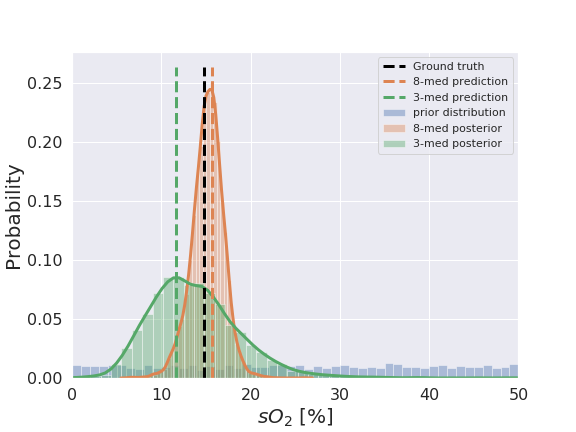 Ground truth
8-med prediction
3-med prediction
prior distribution
8-med posterior
3-med posterior
Probability
0.25
0.20
0.15
0.10
0.05
0.00
0 10 20 30 40 50
sO₂ [%]